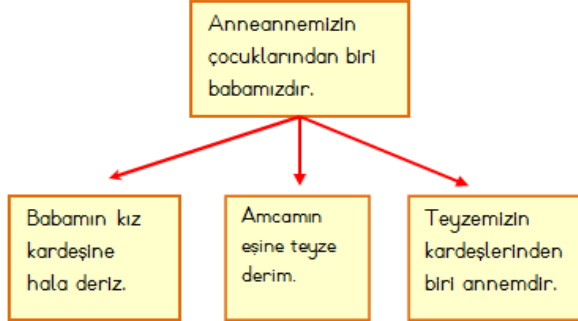 Anneannemizin
çocuklarından biri
babamızdır.
Babamın kız
kardeşine
hala deriz.
Amcamın
eşine teyze
derim.
Teyzemizin
kardeşlerinden
biri annemdir.